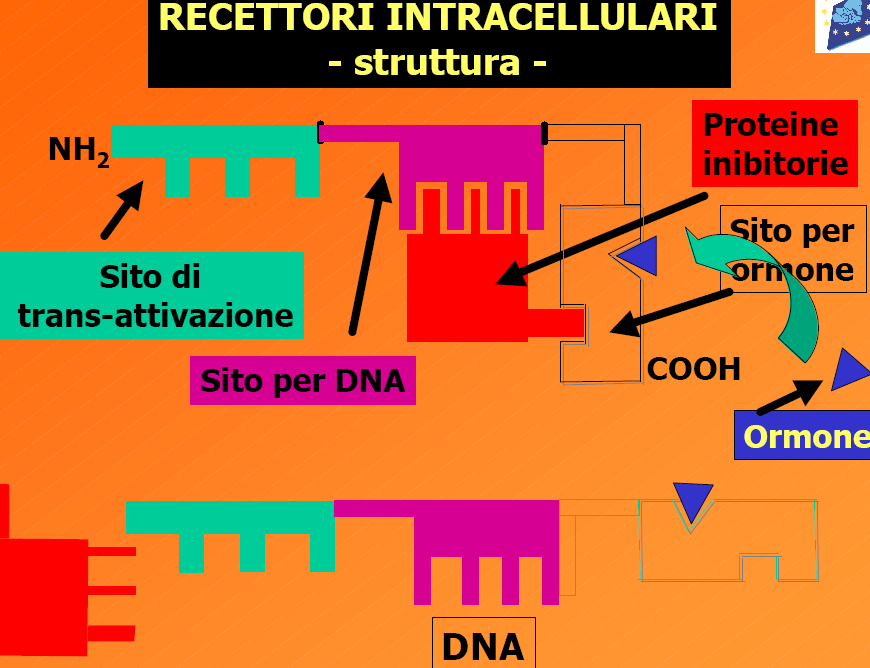 RECETTORI INTRACELLULARI
- struttura -
NH2
Proteine
inibitorie
Sito per
ormone
Sito di
trans-attivazione
Sito per DNA
COOH
Ormone
DNA